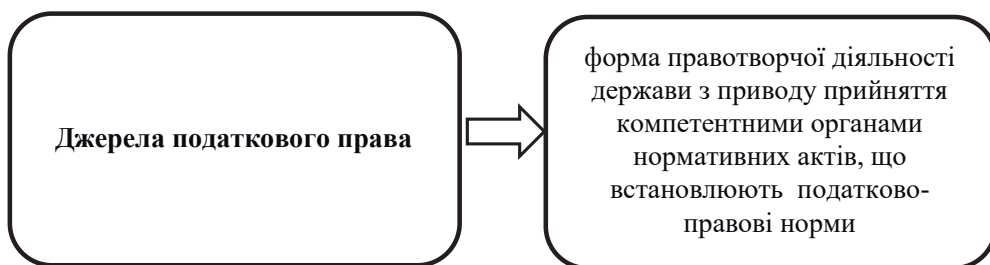 Джерела податкового права
форма правотворчої діяльності
держави з приводу прийняття
компетентними органами
нормативних актів, що
встановлюють податково-
правові норми